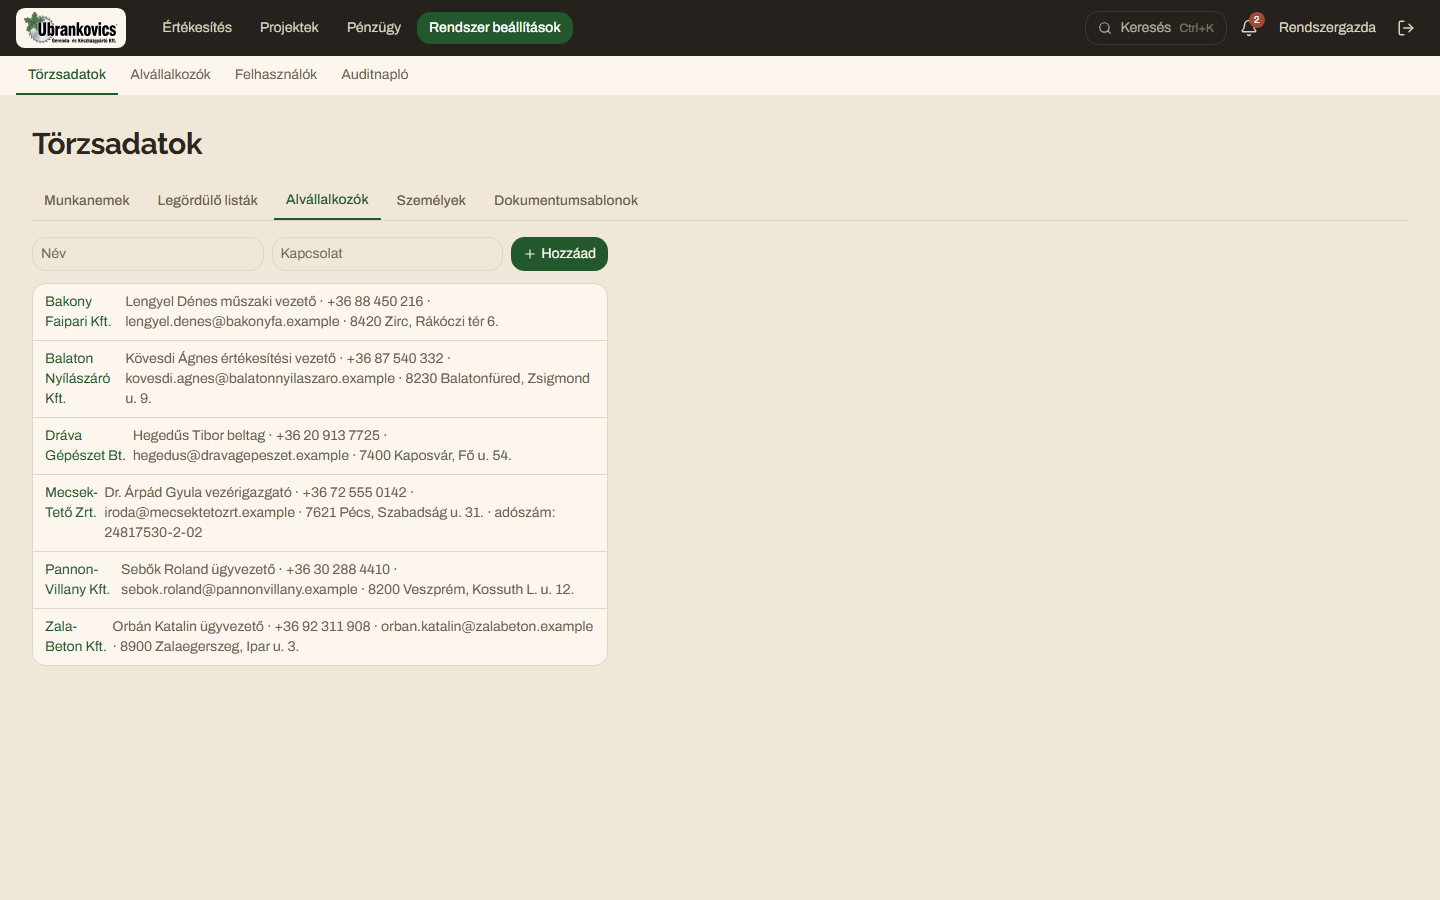 Ubrankovics
Gerenda- és Készházgyártó Kft.
Értékesítés Projektek Pénzügy Rendszer beállítások Keresés Ctrl+K 2 Rendszergazda
Törzsadatok Alvállalkozók Felhasználók Auditnapló
Törzsadatok
Munkanemek Legördülő listák Alvállalkozók Személyek Dokumentumsablonok
Név Kapcsolat + Hozzáad
Bakony Lengyel Dénes műszaki vezető · +36 88 450 216 ·
Faipari Kft. lengyel.denes@bakonyfa.example · 8420 Zirc, Rákóczi tér 6.
Balaton Kövesdi Ágnes értékesítési vezető · +36 87 540 332 ·
Nyílászáró kovesdi.agnes@balatonnyilaszaro.example · 8230 Balatonfüred, Zsigmond
Kft. u. 9.
Dráva Hegedűs Tibor beltag · +36 20 913 7725 ·
Gépészet Bt. hegedus@dravagepeszet.example · 7400 Kaposvár, Fő u. 54.
Mecsek- Dr. Árpád Gyula vezérigazgató · +36 72 555 0142 ·
Tető Zrt. iroda@mecsektetozrt.example · 7621 Pécs, Szabadság u. 31. · adószám:
24817530-2-02
Pannon- Sebők Roland ügyvezető · +36 30 288 4410 ·
Villany Kft. sebok.roland@pannonvillany.example · 8200 Veszprém, Kossuth L. u. 12.
Zala- Orbán Katalin ügyvezető · +36 92 311 908 · orban.katalin@zalabeton.example
Beton Kft. · 8900 Zalaegerszeg, Ipar u. 3.